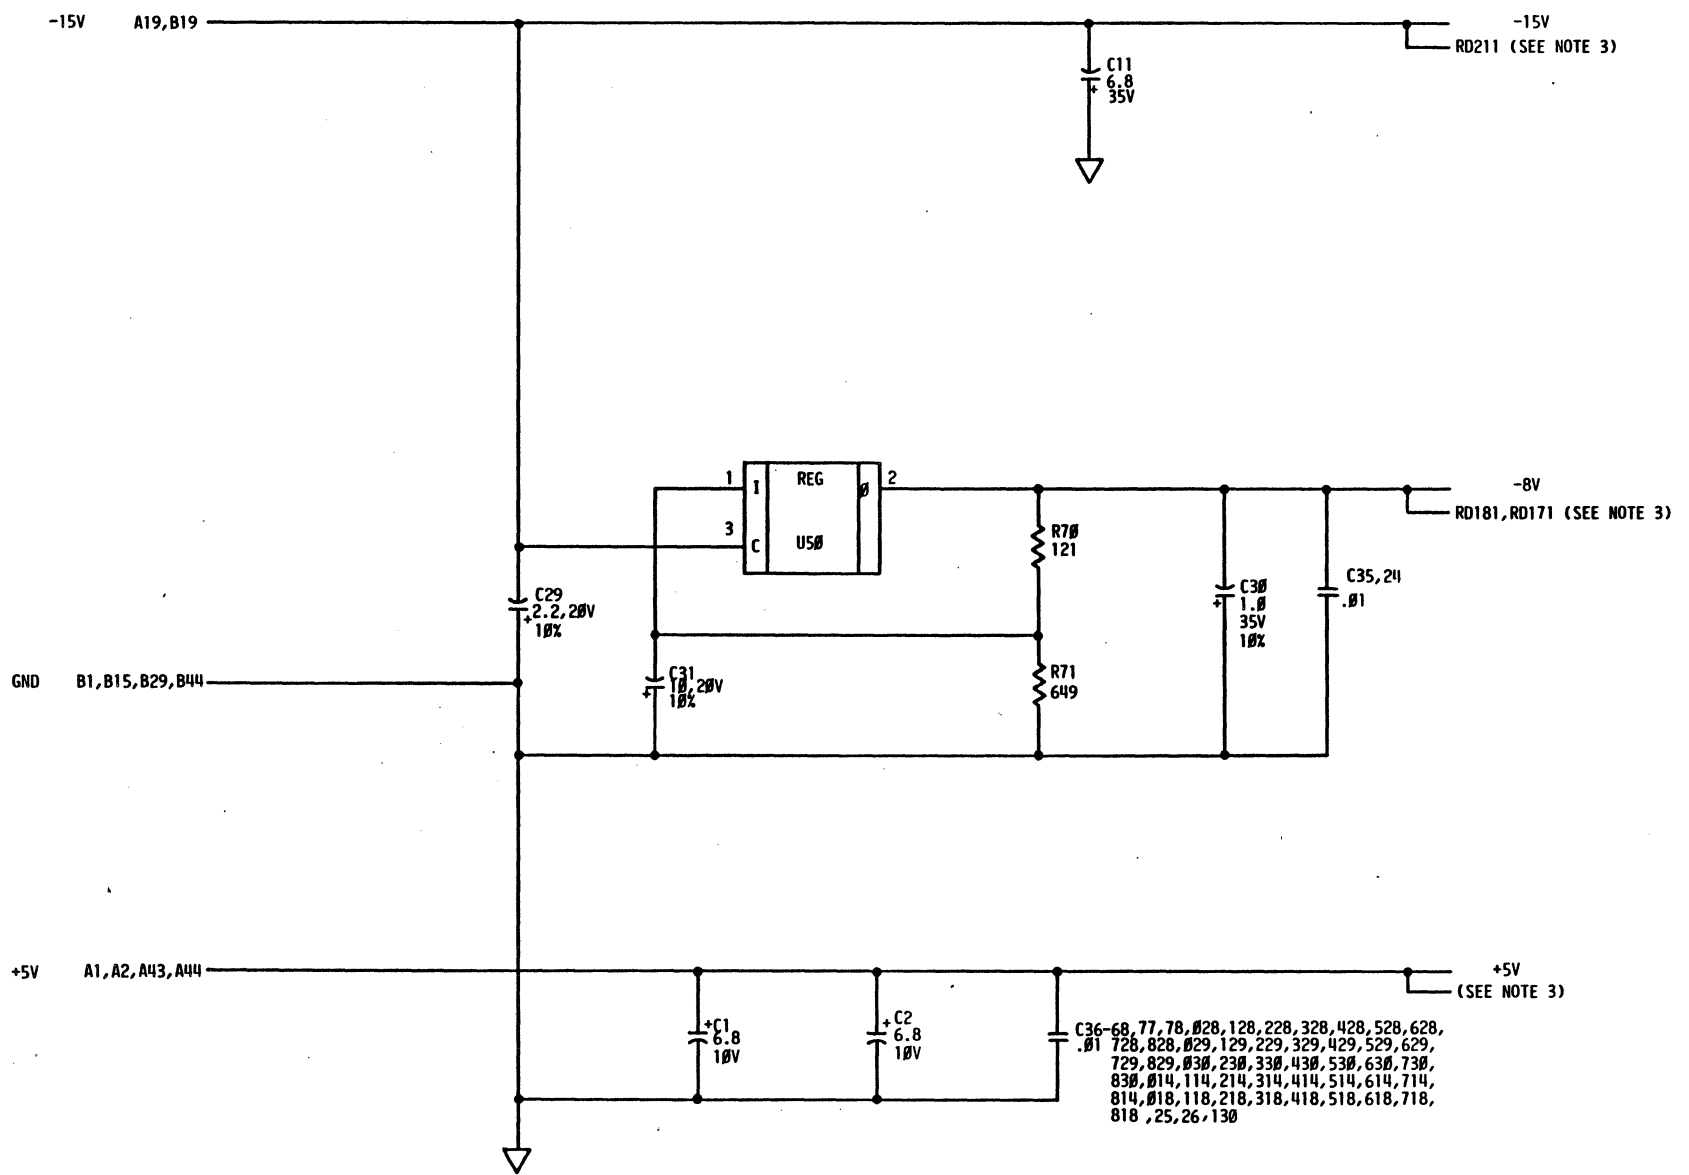 -15V A19,B19
-15V
RD211 (SEE NOTE 3)
C11
6.8
+
35V
1
I
REG
Ø
2
3
C
U5Ø
-8V
RD181,RD171 (SEE NOTE 3)
R7Ø
121
C29
2.2,2ØV
+
1Ø%
C3Ø
1.Ø
+
35V
1Ø%
C35,24
.Ø1
GND B1,B15,B29,B44
C31
1Ø,2ØV
+
1Ø%
R71
649
+5V A1,A2,A43,A44
+5V
(SEE NOTE 3)
+C1
6.8
1ØV
+C2
6.8
1ØV
C36-68,77,78,Ø28,128,228,328,428,528,628,
.Ø1 728,828,Ø29,129,229,329,429,529,629,
729,829,Ø3Ø,23Ø,33Ø,43Ø,53Ø,63Ø,73Ø,
83Ø,Ø14,114,214,314,414,514,614,714,
814,Ø18,118,218,318,418,518,618,718,
818 ,25,26,13Ø